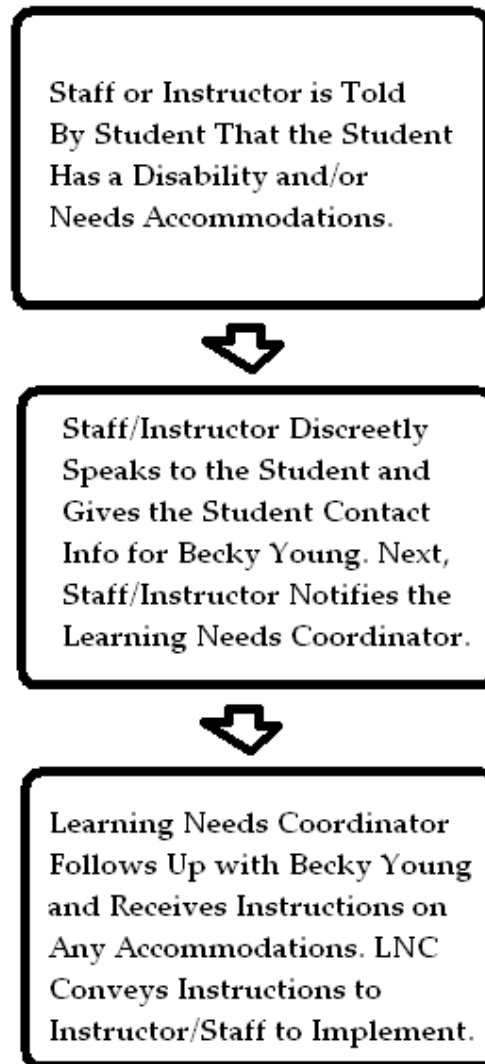 Staff or Instructor is Told
By Student That the Student
Has a Disability and/or
Needs Accommodations.
Staff/Instructor Discreetly
Speaks to the Student and
Gives the Student Contact
Info for Becky Young. Next,
Staff/Instructor Notifies the
Learning Needs Coordinator.
Learning Needs Coordinator
Follows Up with Becky Young
and Receives Instructions on
Any Accommodations. LNC
Conveys Instructions to
Instructor/Staff to Implement.